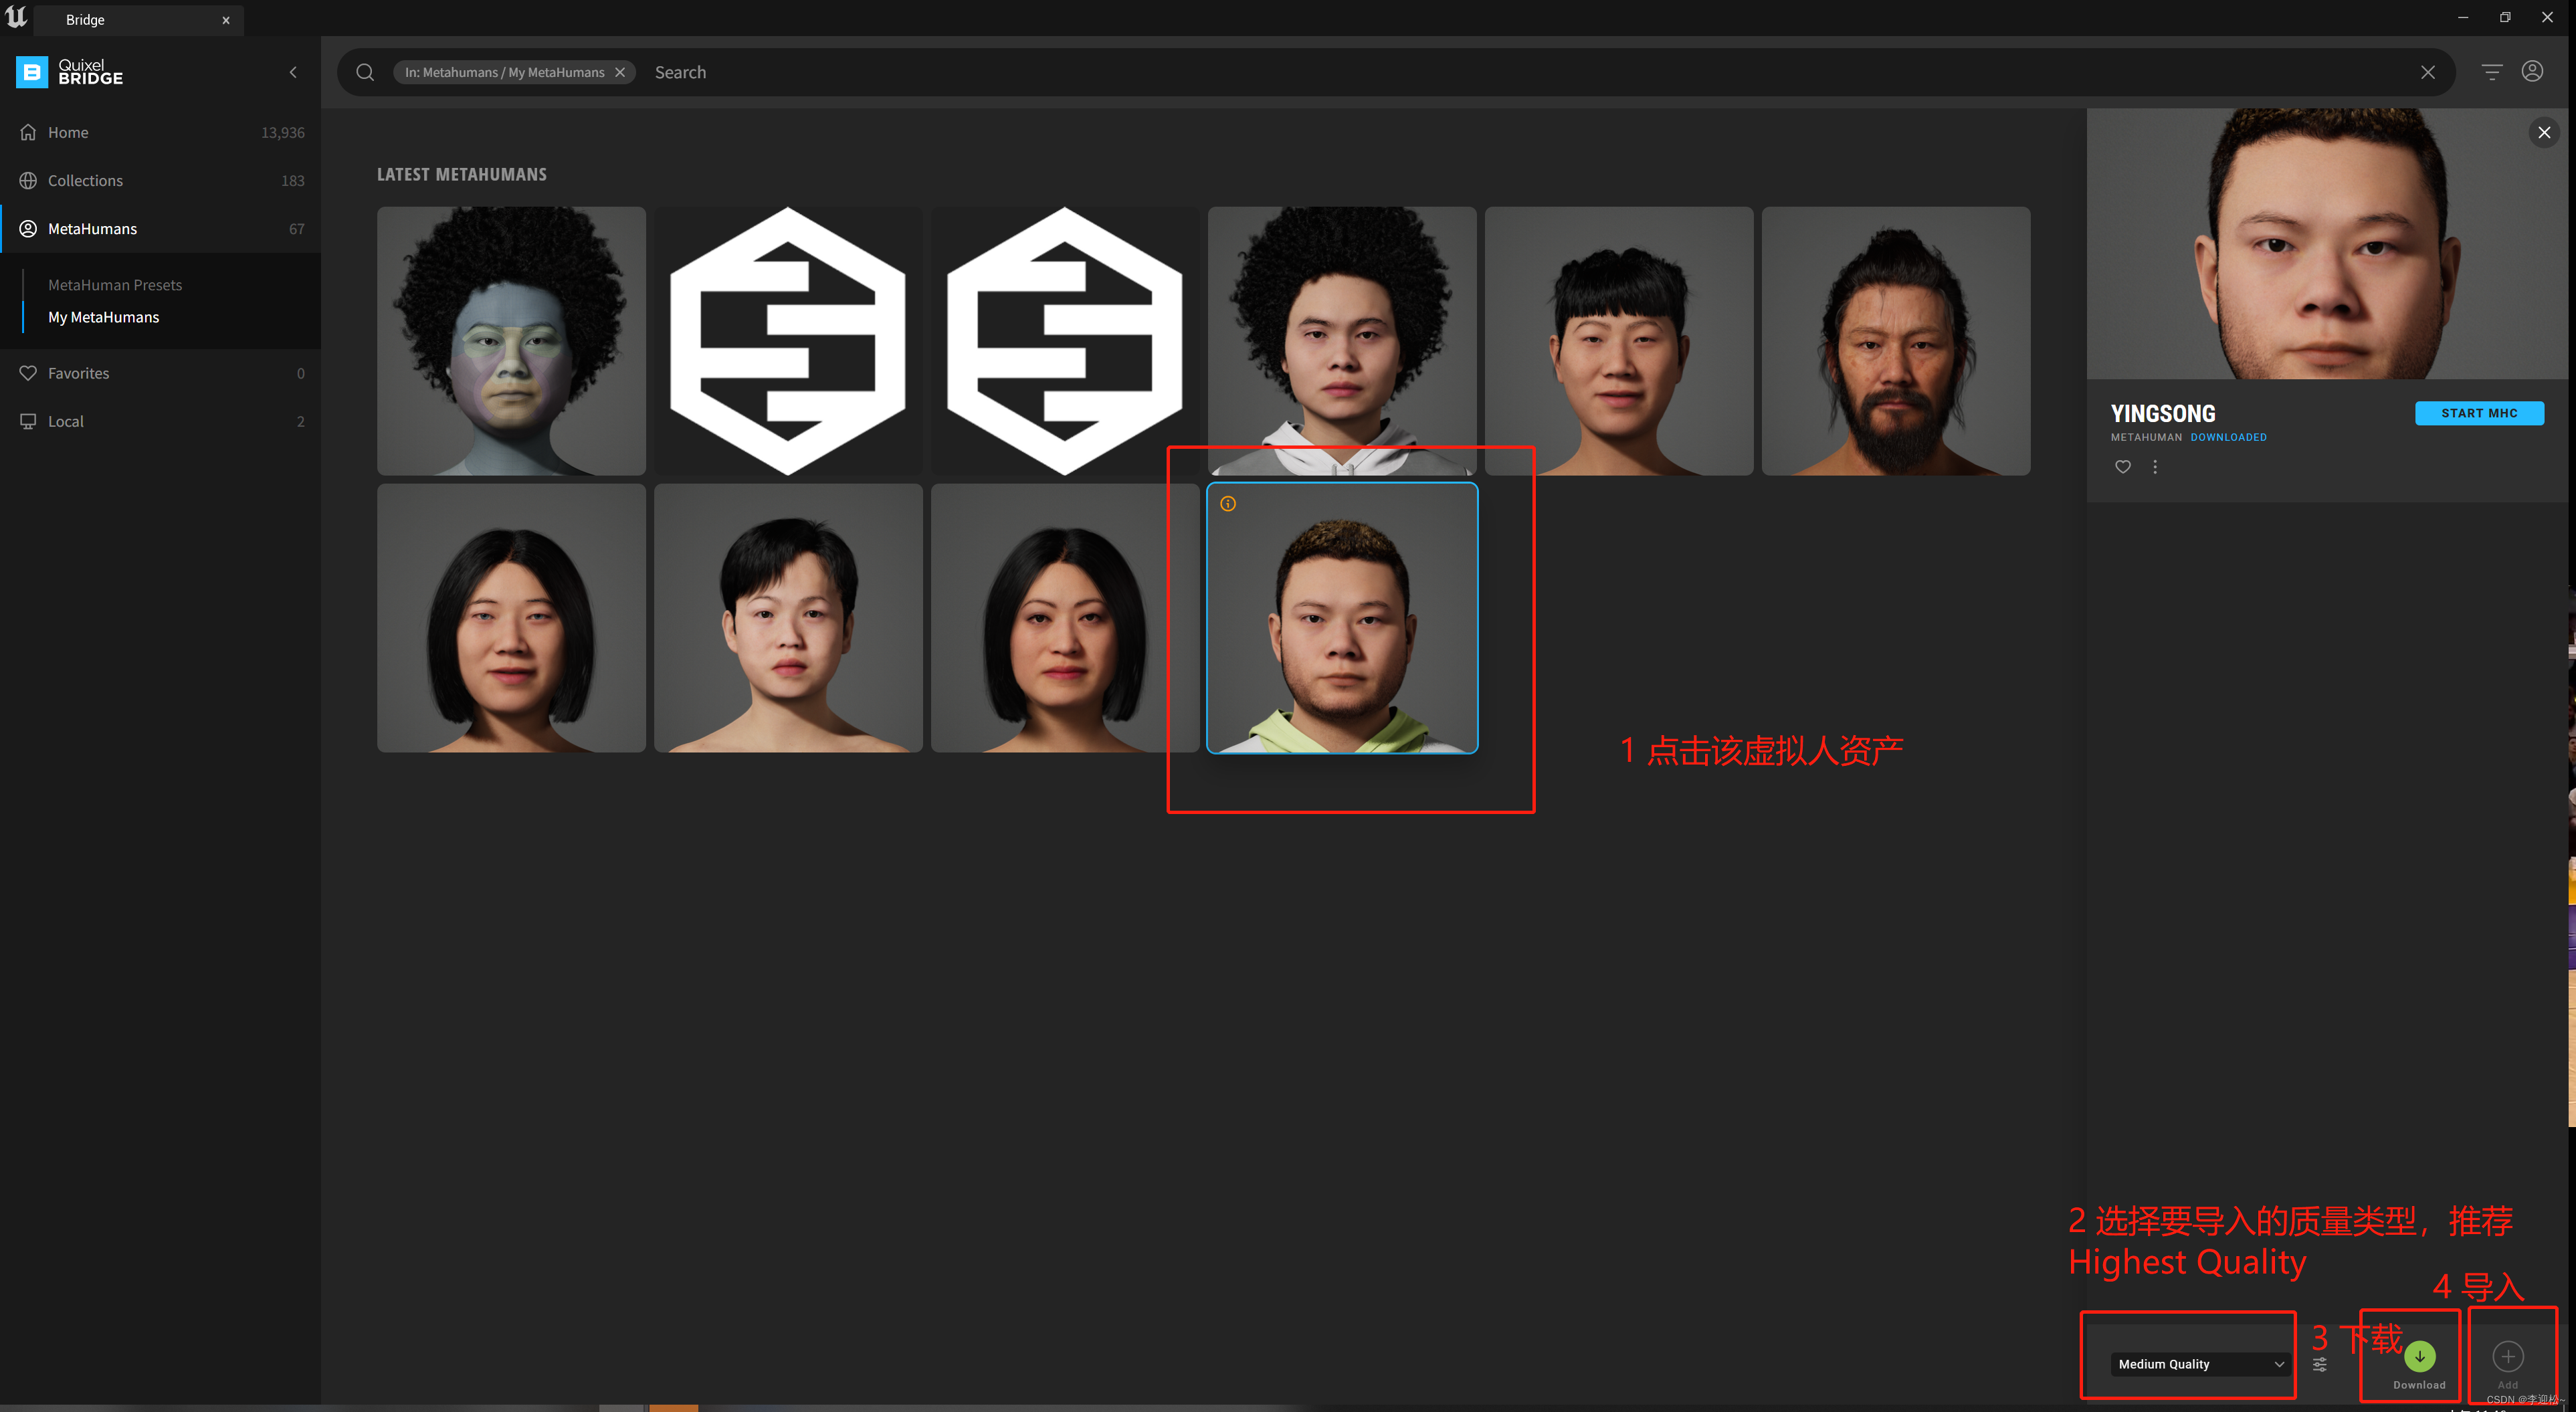 Bridge
Quixel
BRIDGE
In: Metahumans / My MetaHumans
Search
Home 13,936
Collections 183
MetaHumans 67
MetaHuman Presets
My MetaHumans
Favorites 0
Local 2
LATEST METAHUMANS
YINGSONG
START MHC
METAHUMAN DOWNLOADED
1 点击该虚拟人资产
2 选择要导入的质量类型，推荐
Highest Quality
4 导入
3 下载
Medium Quality
Download
Add
CSDN @李迎松~